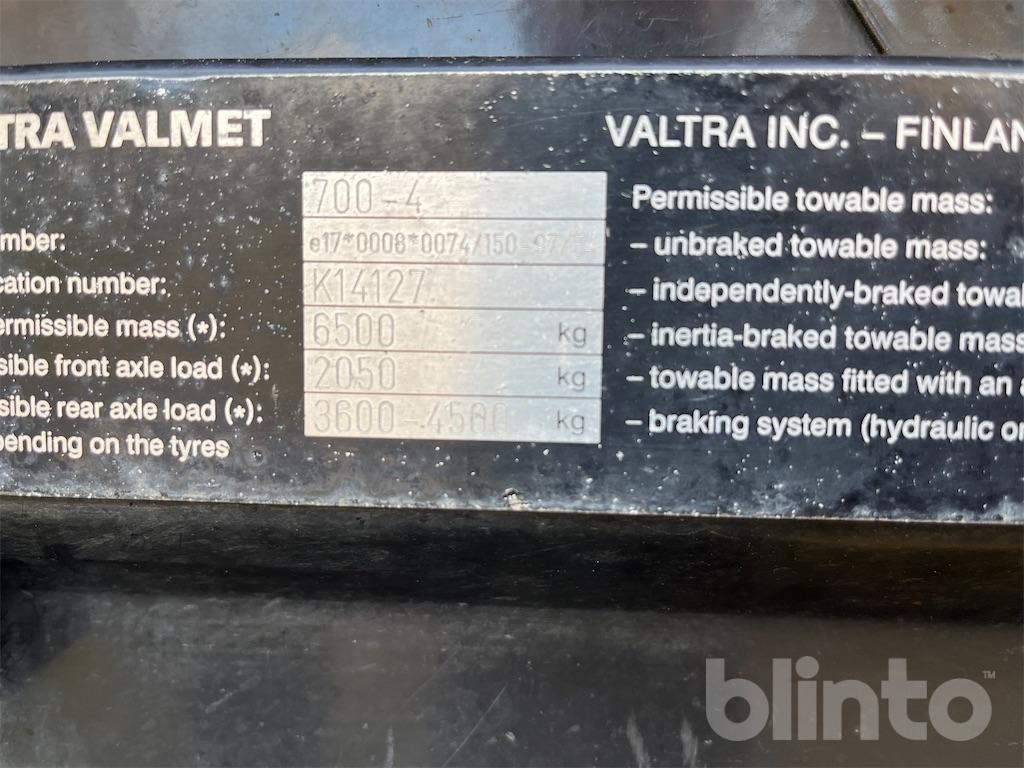 TRA VALMET
VALTRA INC. – FINLAN
700-4
mber:
e17*0008*0074/150-97/5
cation number:
K14127
ermissible mass (*):
6500 kg
sible front axle load (*):
2050 kg
sible rear axle load (*):
3600-4580 kg
pending on the tyres
Permissible towable mass:
– unbraked towable mass:
– independently-braked towa
– inertia-braked towable mass
– towable mass fitted with an a
– braking system (hydraulic or
blinto™